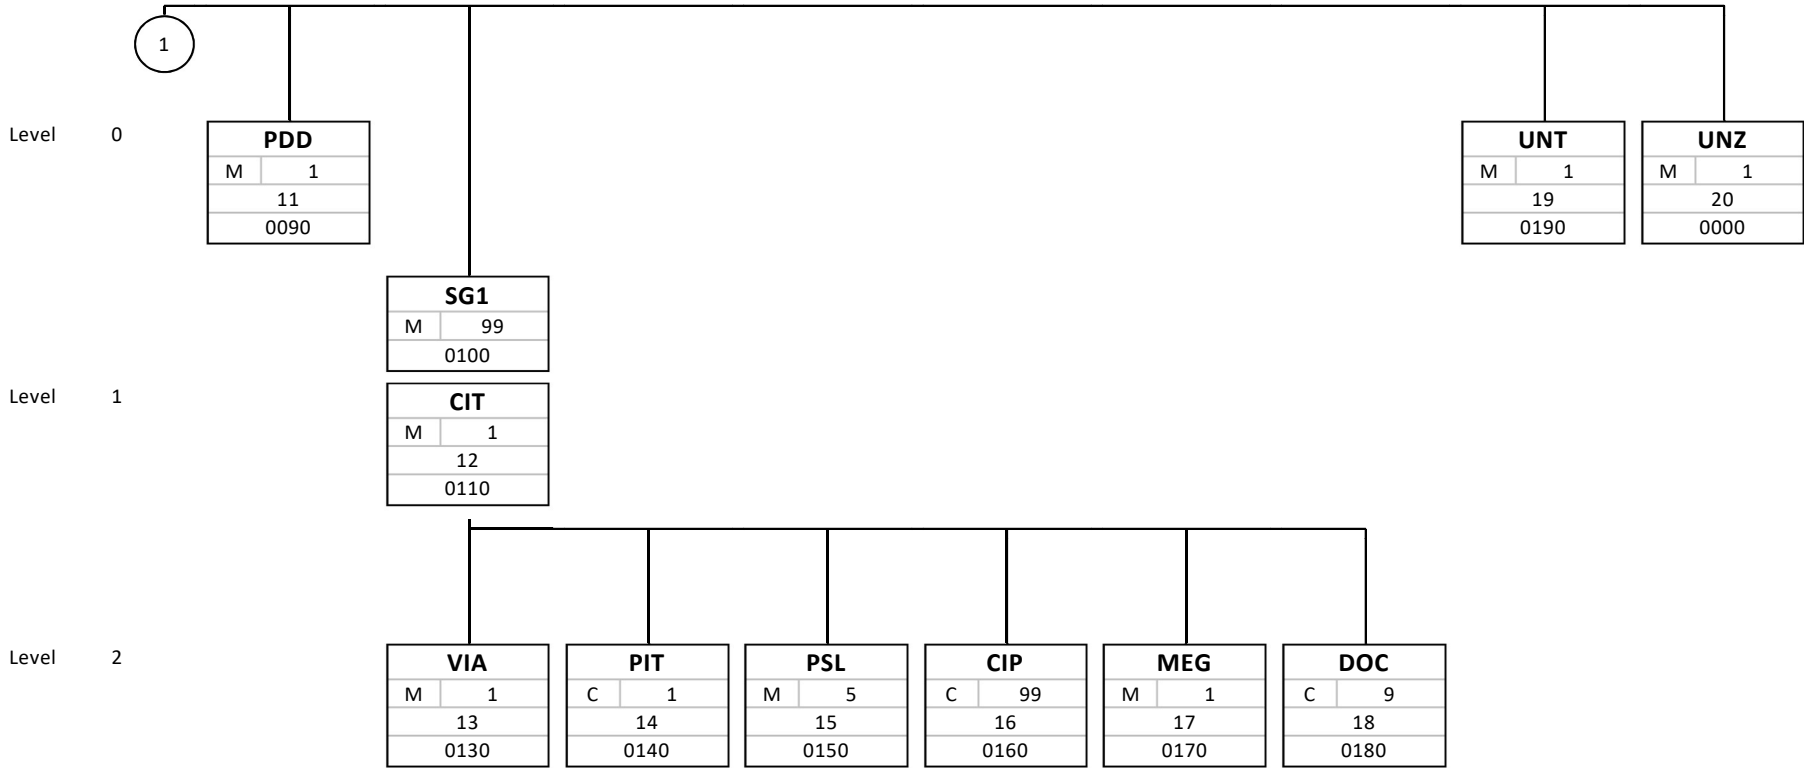 1
Level 0
PDD
M 1
11
0090
UNT
M 1
19
0190
UNZ
M 1
20
0000
SG1
M 99
0100
Level 1
CIT
M 1
12
0110
Level 2
VIA
M 1
13
0130
PIT
C 1
14
0140
PSL
M 5
15
0150
CIP
C 99
16
0160
MEG
M 1
17
0170
DOC
C 9
18
0180